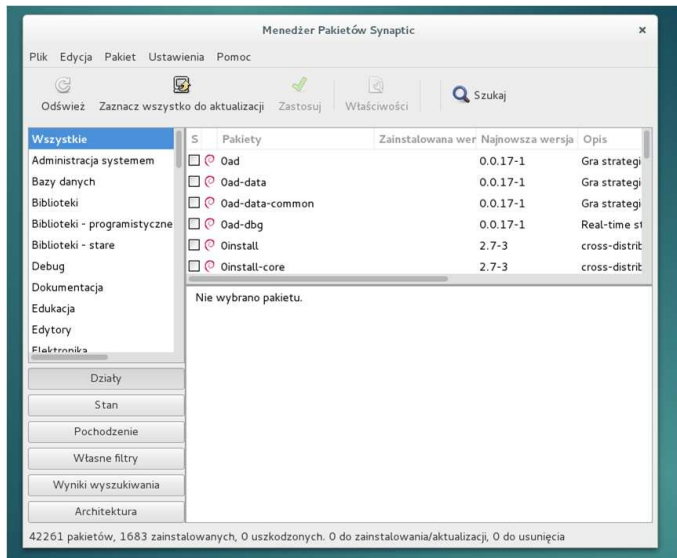 Menedżer Pakietów Synaptic
Plik Edycja Pakiet Ustawienia Pomoc
Odśwież Zaznacz wszystko do aktualizacji Zastosuj Właściwości Szukaj
Wszystkie
Administracja systemem
Bazy danych
Biblioteki
Biblioteki - programistyczne
Biblioteki - stare
Debug
Dokumentacja
Edukacja
Edytory
Elektronika
Działy
Stan
Pochodzenie
Własne filtry
Wyniki wyszukiwania
Architektura
S Pakiety Zainstalowana wer Najnowsza wersja Opis
0ad 0.0.17-1 Gra strategi
0ad-data 0.0.17-1 Gra strategi
0ad-data-common 0.0.17-1 Gra strategi
0ad-dbg 0.0.17-1 Real-time st
0install 2.7-3 cross-distrib
0install-core 2.7-3 cross-distrib
Nie wybrano pakietu.
42261 pakietów, 1683 zainstalowanych, 0 uszkodzonych. 0 do zainstalowania/aktualizacji, 0 do usunięcia